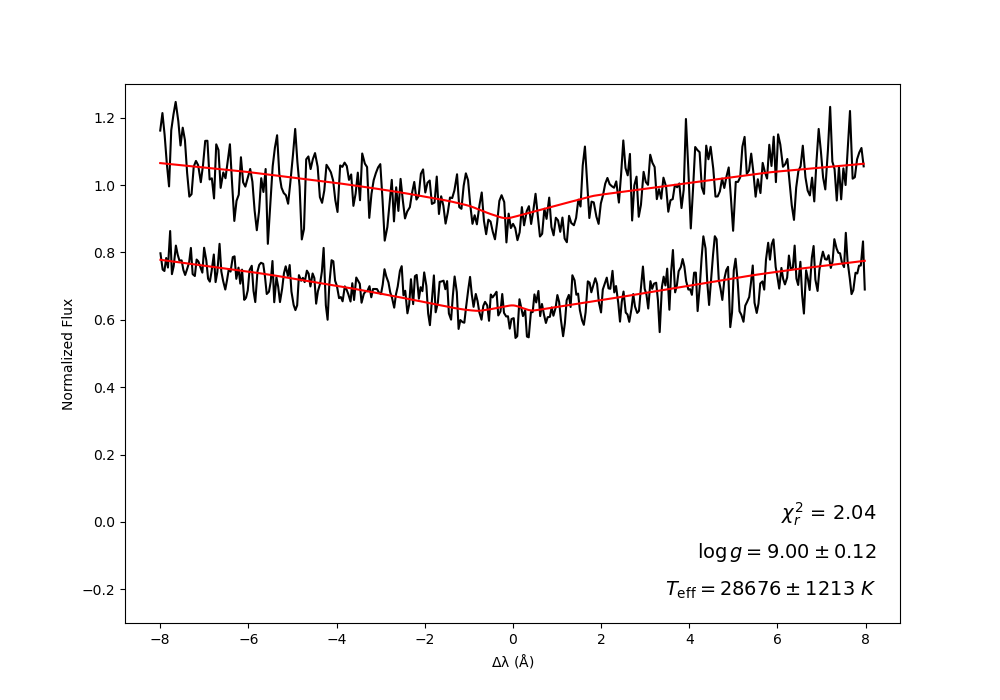 1.2
1.0
0.8
0.6
0.4
0.2
0.0
−0.2
Normalized Flux
χ²ᵣ = 2.04
log g = 9.00 ± 0.12
T_eff = 28676 ± 1213 K
−8 −6 −4 −2 0 2 4 6 8
Δλ (Å)